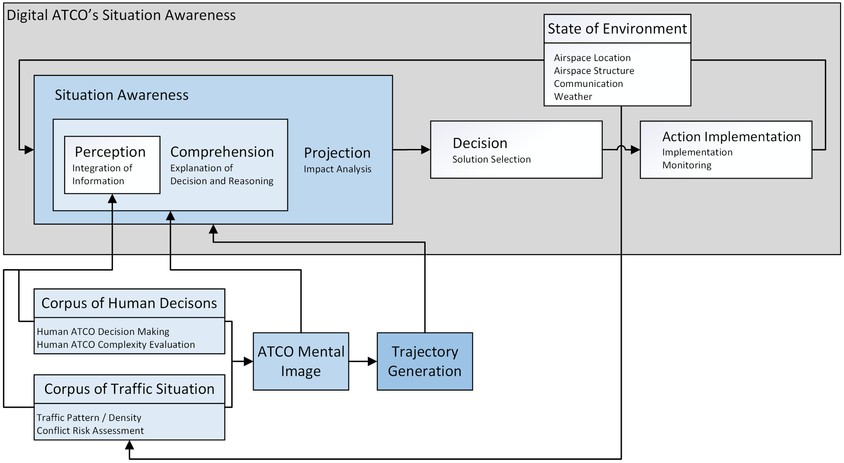 Digital ATCO's Situation Awareness
State of Environment
Airspace Location
Airspace Structure
Communication
Weather
Situation Awareness
Perception
Integration of
Information
Comprehension
Explanation of
Decision and Reasoning
Projection
Impact Analysis
Decision
Solution Selection
Action Implementation
Implementation
Monitoring
Corpus of Human Decisons
Human ATCO Decision Making
Human ATCO Complexity Evaluation
ATCO Mental
Image
Trajectory
Generation
Corpus of Traffic Situation
Traffic Pattern / Density
Conflict Risk Assessment